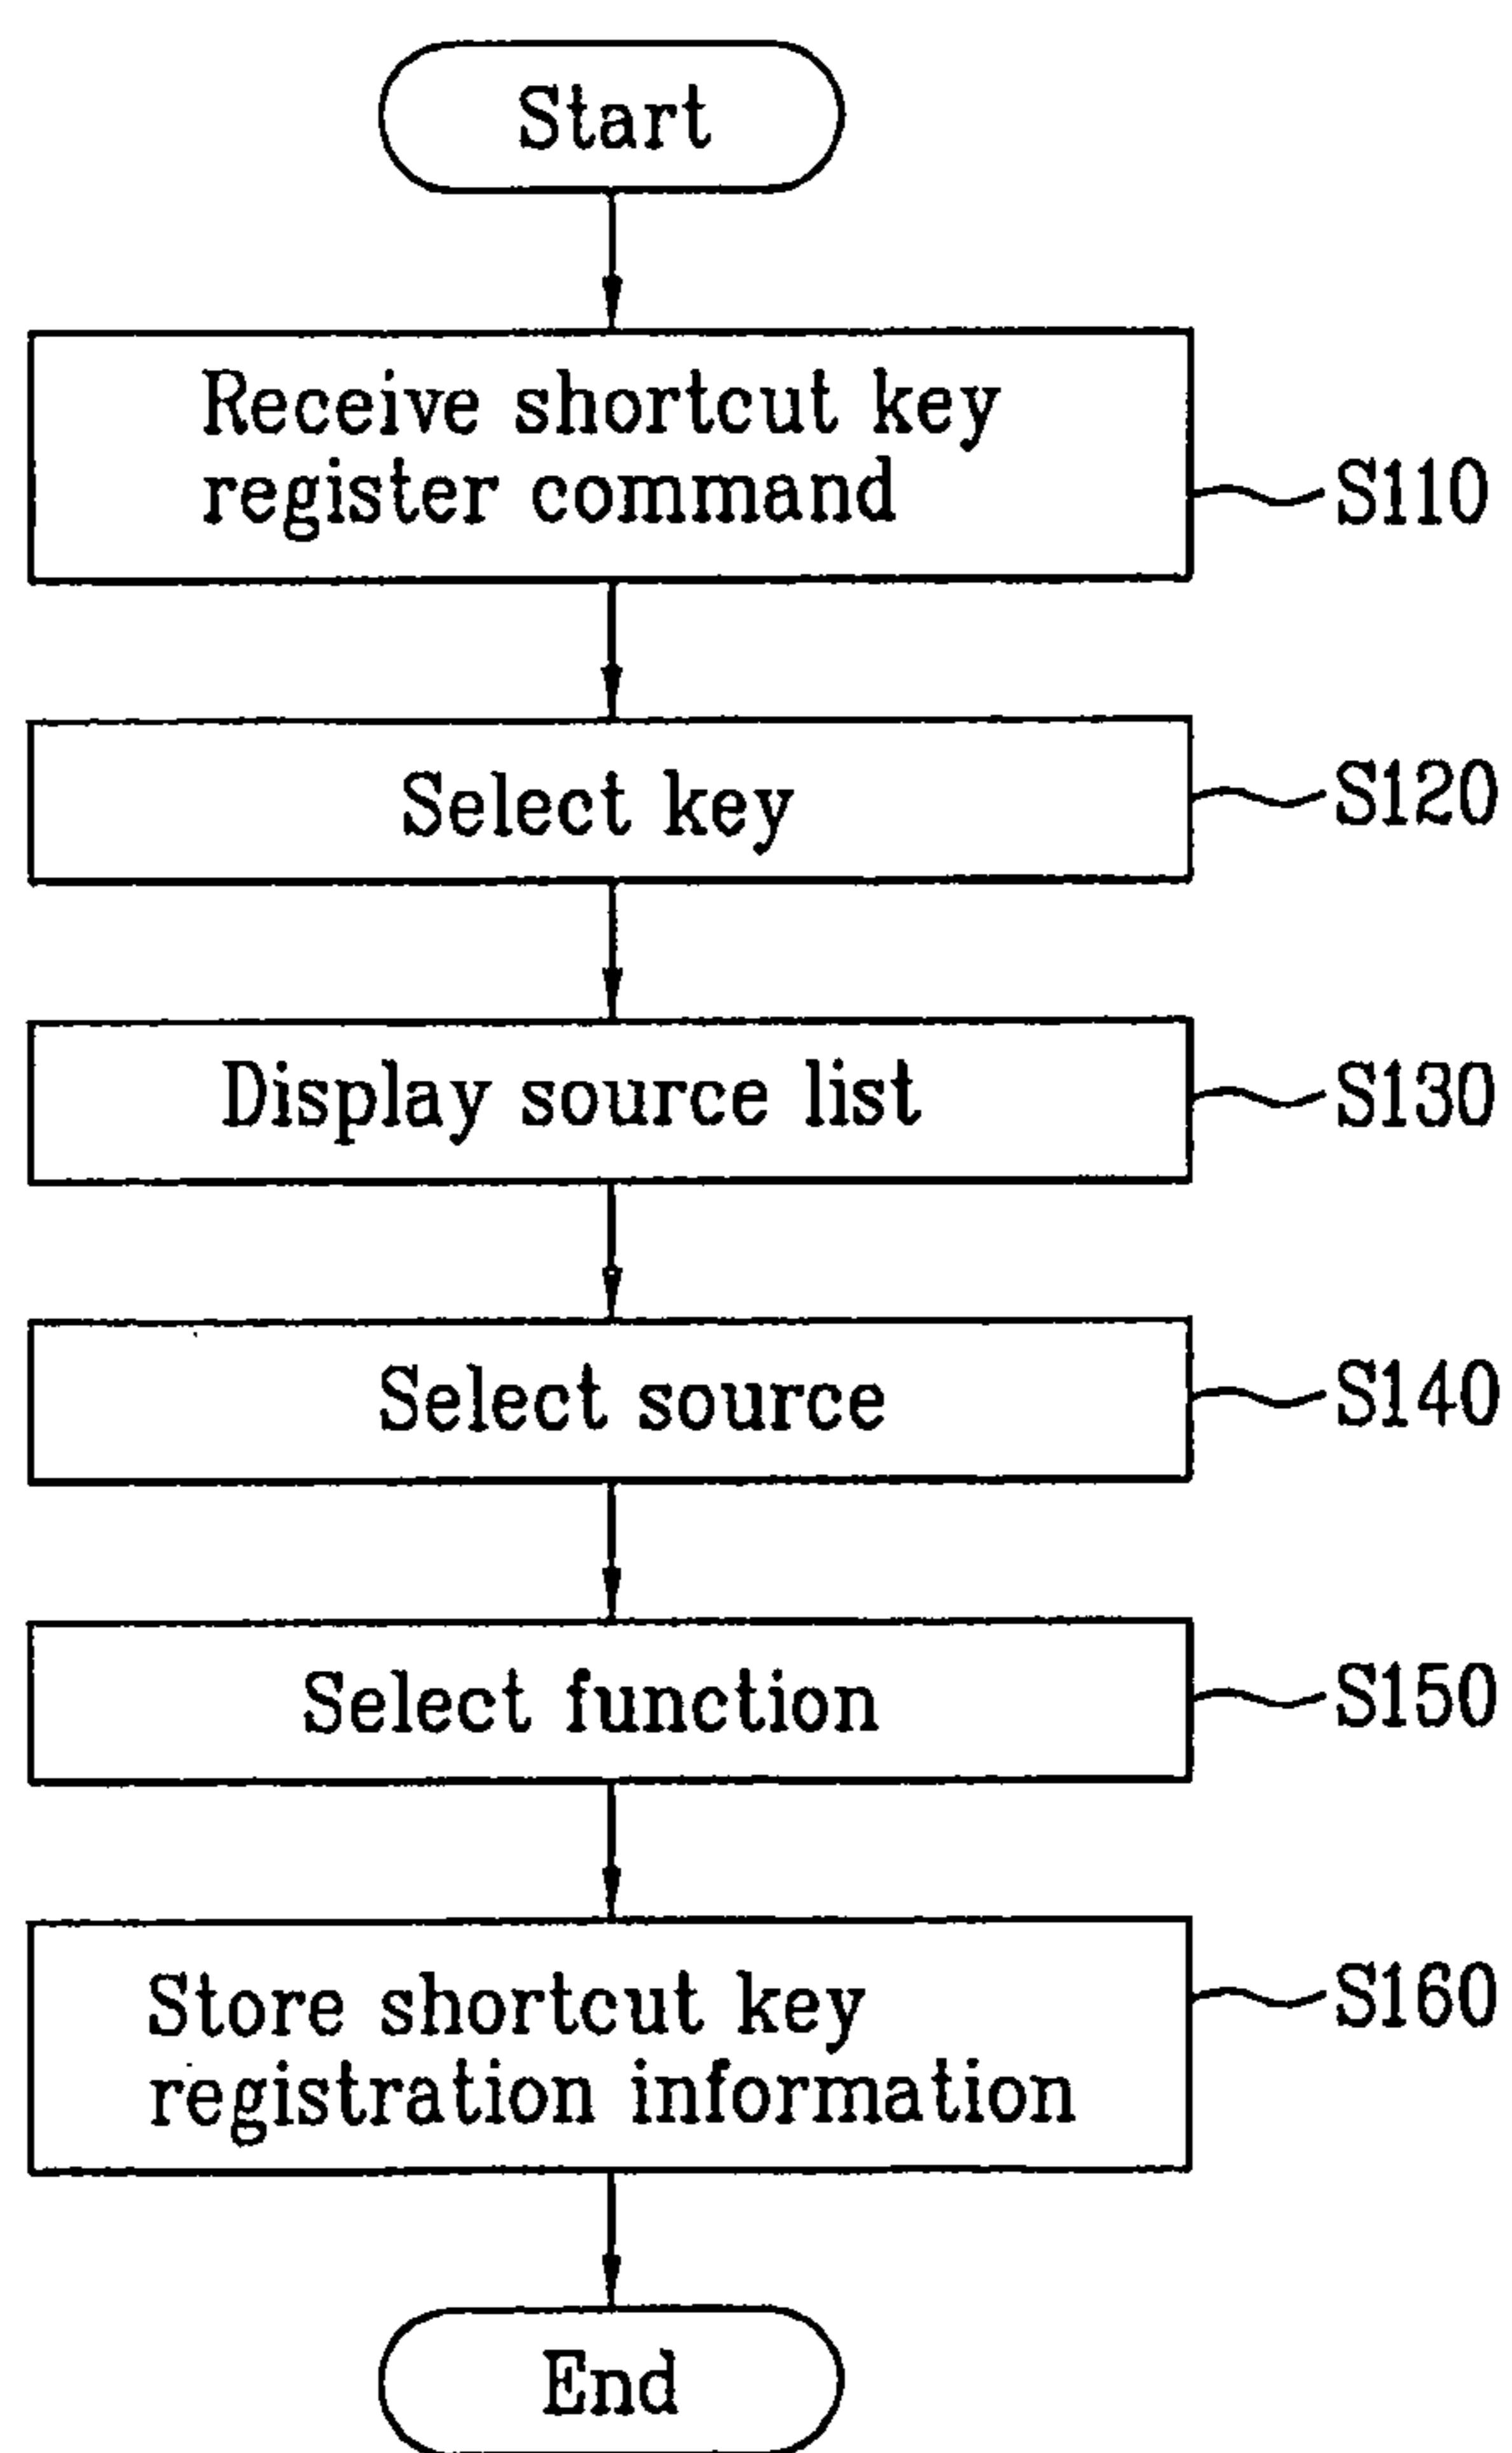 Start
Receive shortcut key
register command
S110
Select key
S120
Display source list
S130
Select source
S140
Select function
S150
Store shortcut key
registration information
S160
End